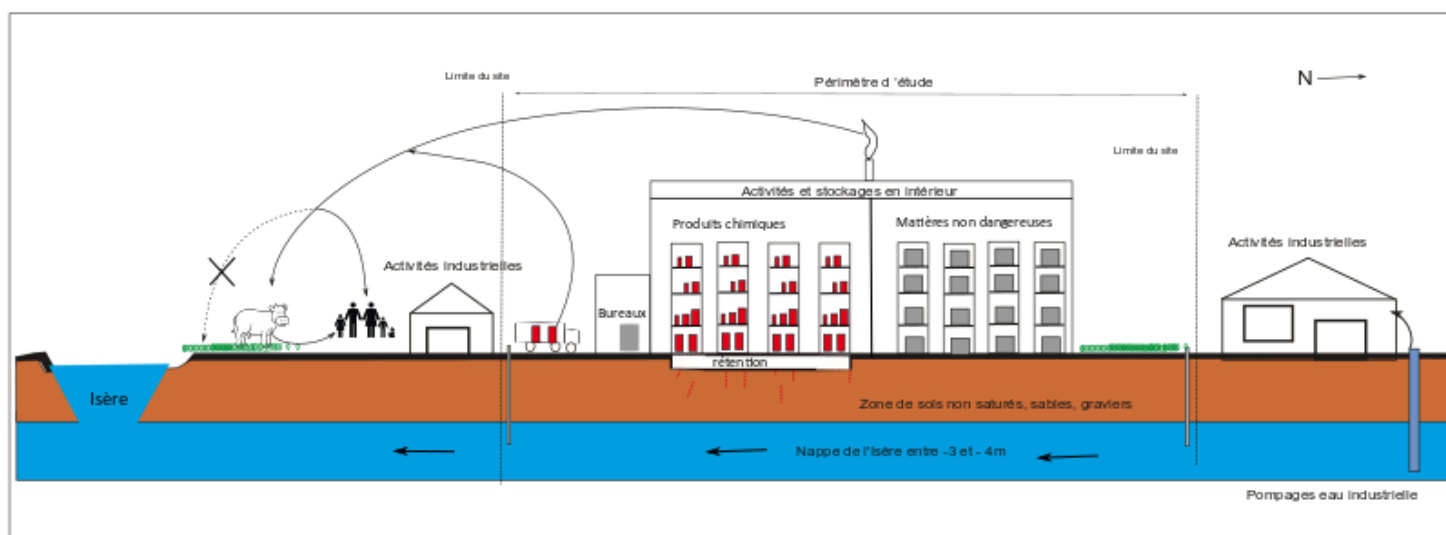 Limite du site
Périmètre d 'étude
N
Limite du site
Activités et stockages en intérieur
Produits chimiques
Matières non dangereuses
Activités industrielles
Activités industrielles
Bureaux
rétention
Isère
Zone de sols non saturés, sables, graviers
Nappe de l'Isère entre -3 et - 4m
Pompages eau industrielle